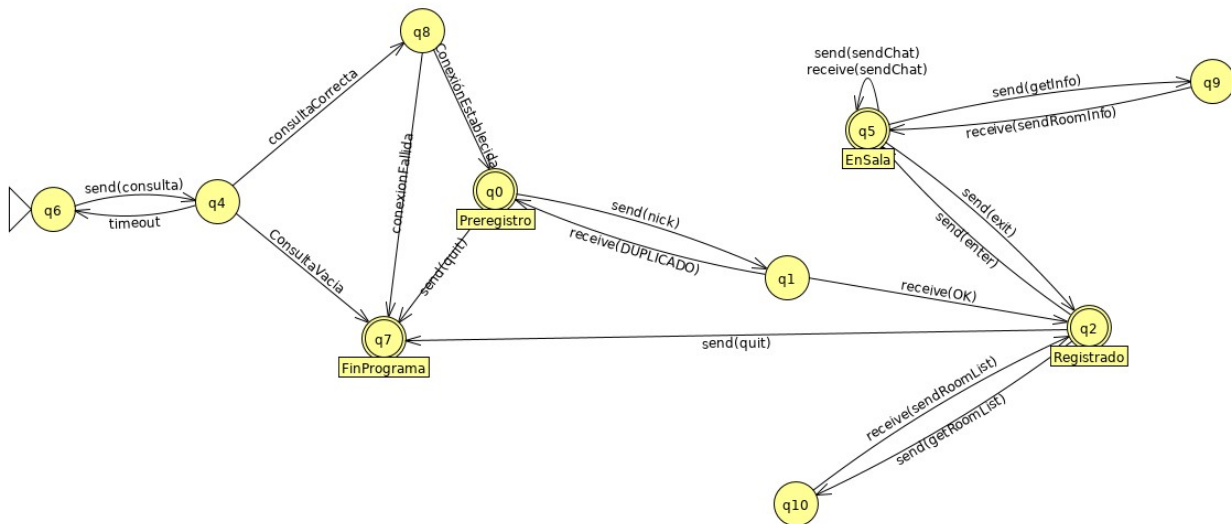 q8
send(sendChat)
receive(sendChat)
q9
send(getInfo)
receive(sendRoomInfo)
q5
EnSala
consultaCorrecta
ConexiónEstablecida
conexionFallida
q6
send(consulta)
timeout
q4
ConsultaVacia
q0
Preregistro
send(quit)
send(nick)
receive(DUPLICADO)
q1
receive(OK)
send(exit)
send(enter)
q7
FinPrograma
send(quit)
q2
Registrado
receive(sendRoomList)
send(getRoomList)
q10